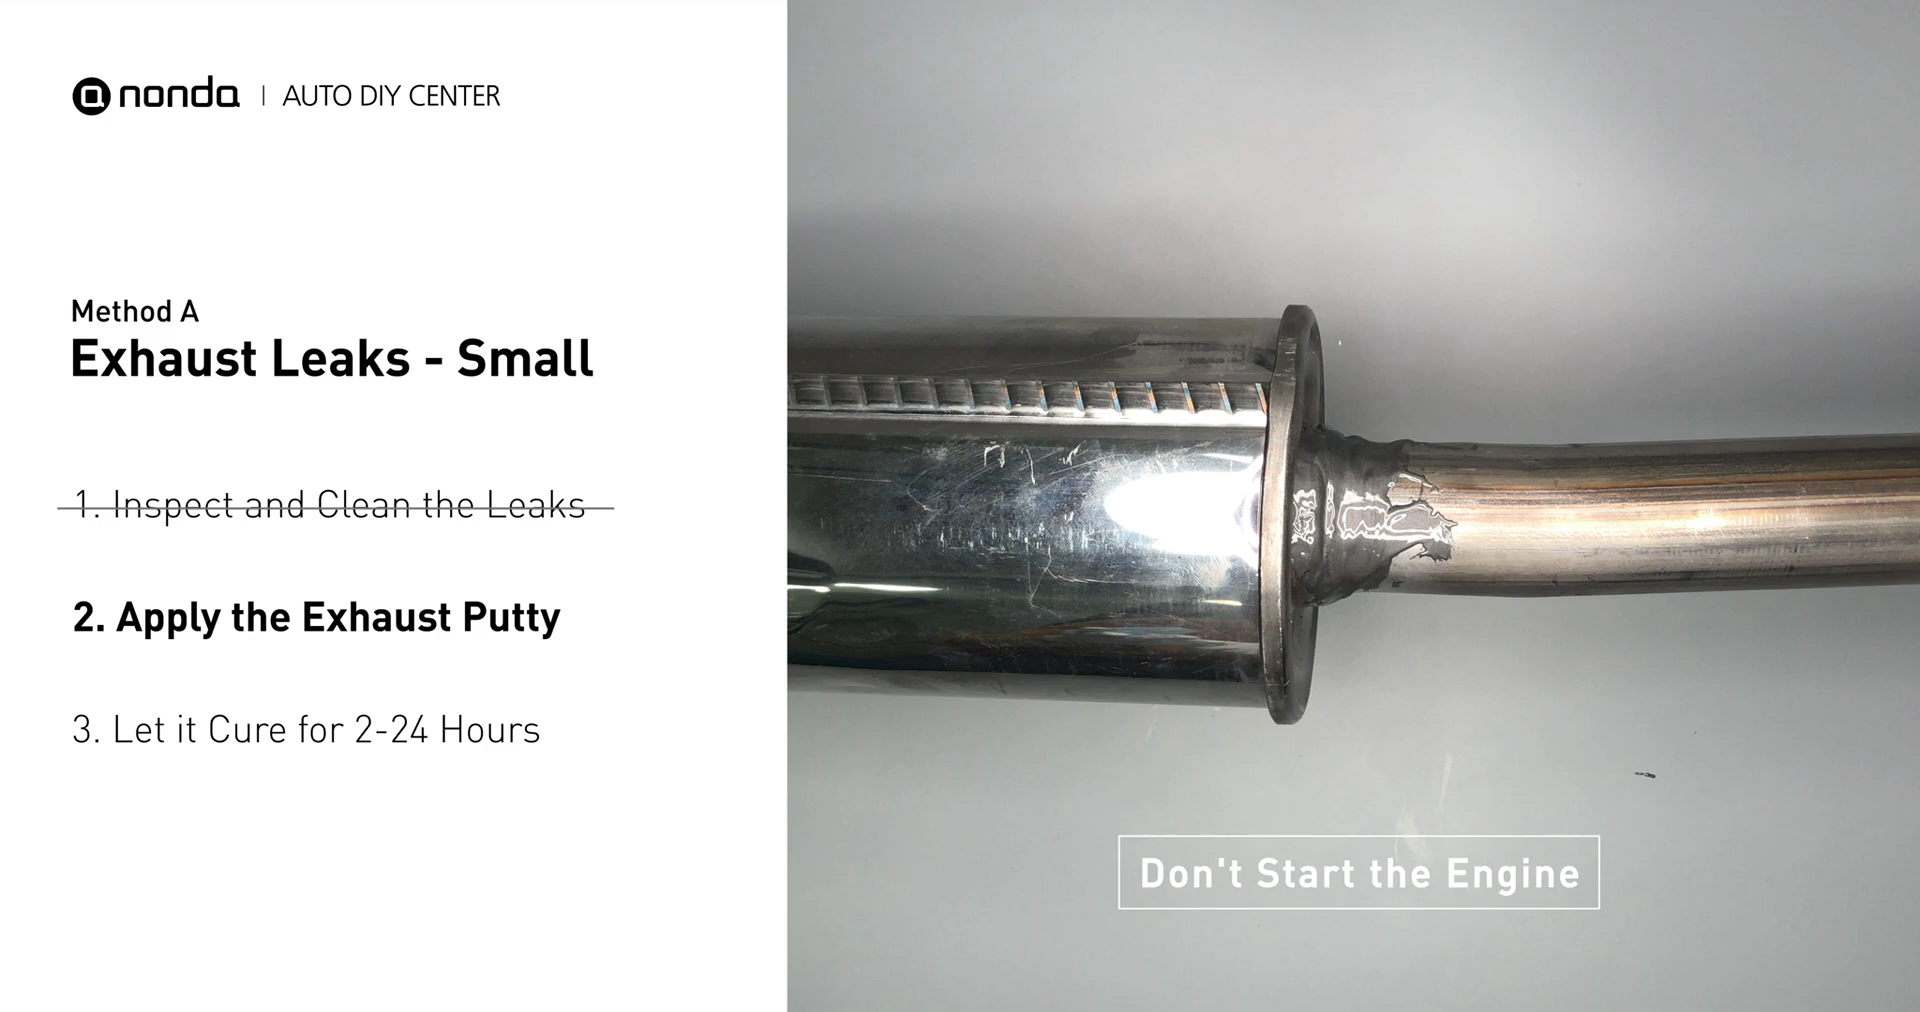 nonda | AUTO DIY CENTER
Method A
Exhaust Leaks - Small
1. Inspect and Clean the Leaks
2. Apply the Exhaust Putty
3. Let it Cure for 2-24 Hours
Don't Start the Engine